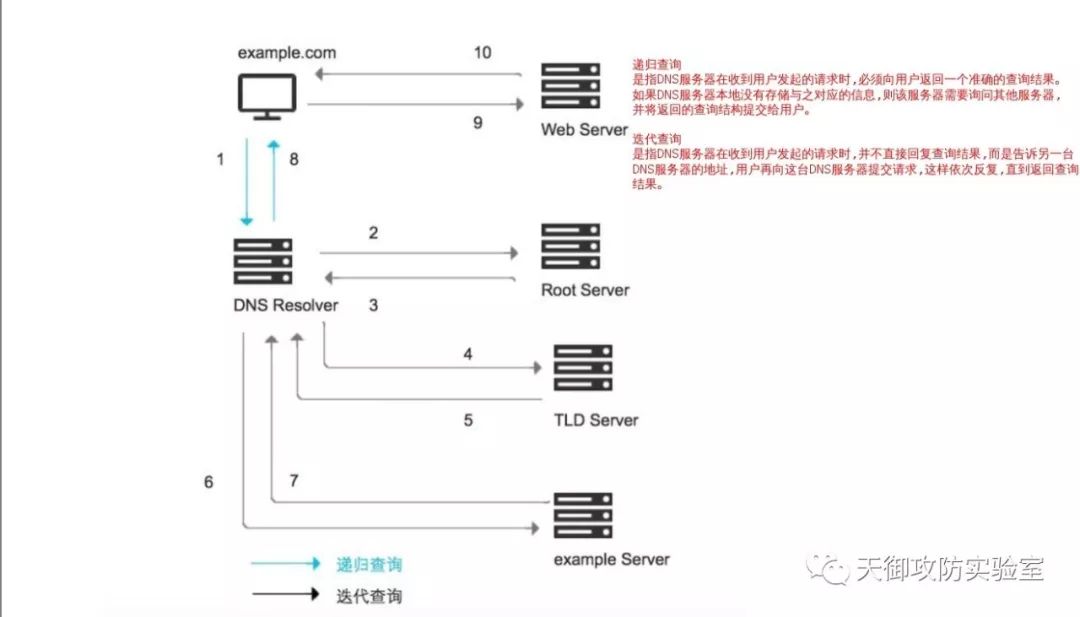 example.com
10
9
Web Server
递归查询
是指DNS服务器在收到用户发起的请求时,必须向用户返回一个准确的查询结果。
如果DNS服务器本地没有存储与之对应的信息,则该服务器需要询问其他服务器,
并将返回的查询结构提交给用户。
迭代查询
是指DNS服务器在收到用户发起的请求时,并不直接回复查询结果,而是告诉另一台
DNS服务器的地址,用户再向这台DNS服务器提交请求,这样依次反复,直到返回查询
结果。
1
8
2
DNS Resolver
3
Root Server
4
5
TLD Server
6
7
example Server
递归查询
迭代查询
天御攻防实验室